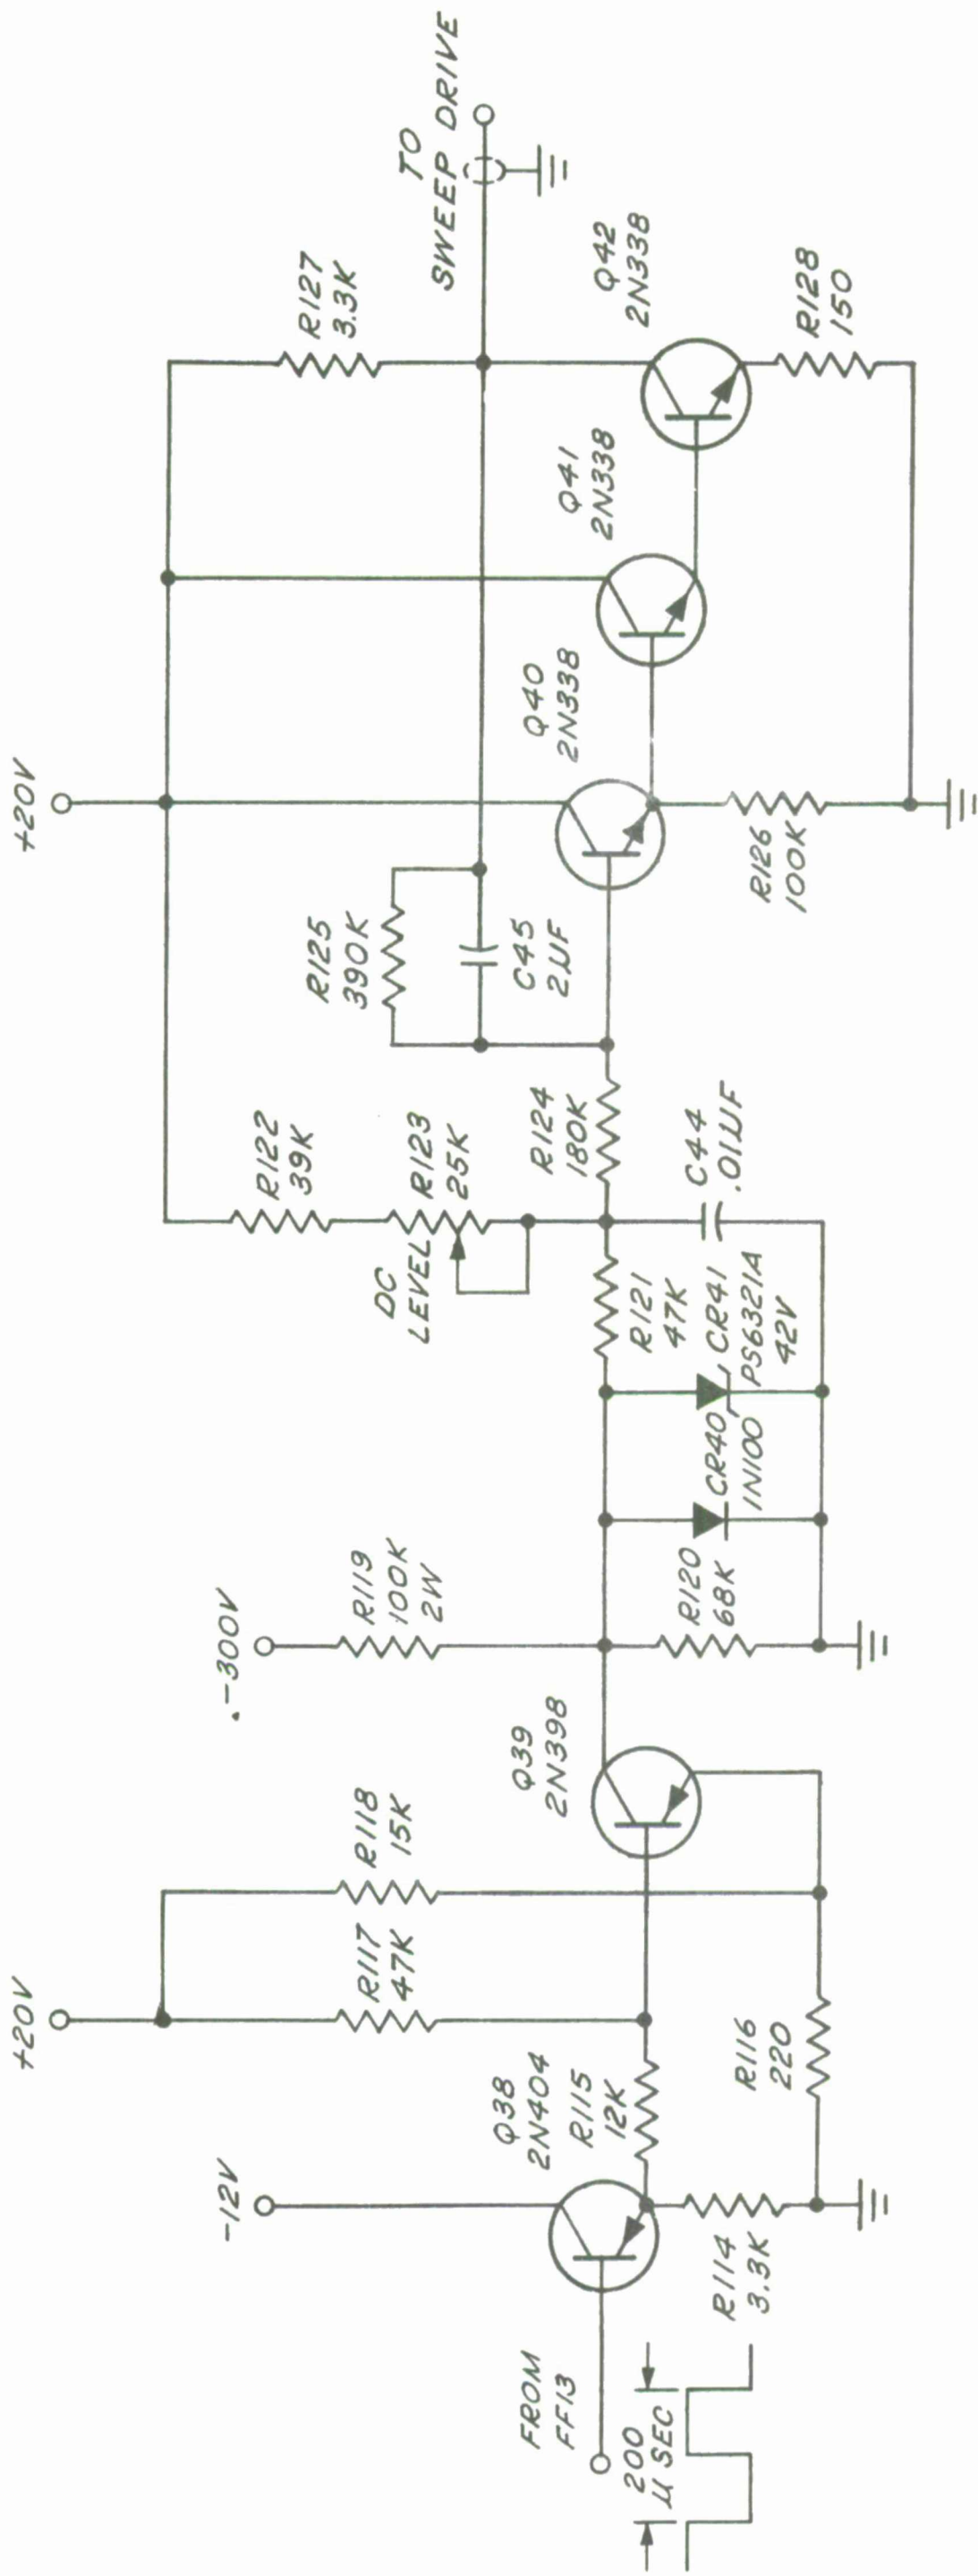 FROM
FF13
200
µ SEC
-12V
Q38
2N404
R114
3.3K
R115
12K
R116
220
+20V
R117
47K
R118
15K
Q39
2N398
.-300V
R119
100K
2W
R120
68K
CR40
1N100
CR41
PS6321A
42V
R121
47K
R122
39K
R123
25K
DC
LEVEL
C44
.01UF
R124
180K
R125
390K
C45
2UF
+20V
Q40
2N338
R126
100K
Q41
2N338
Q42
2N338
R127
3.3K
R128
150
TO
SWEEP DRIVE